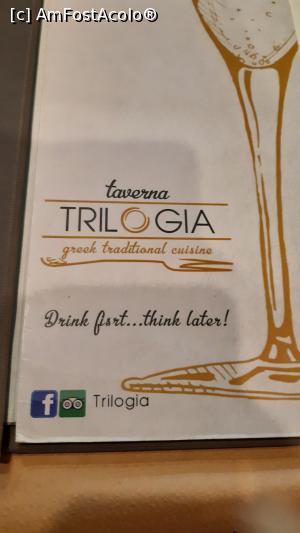 [c] AmFostAcolo®
taverna
TRILOGIA
greek traditional cuisine
Drink fisrt...think later!
f Trilogia